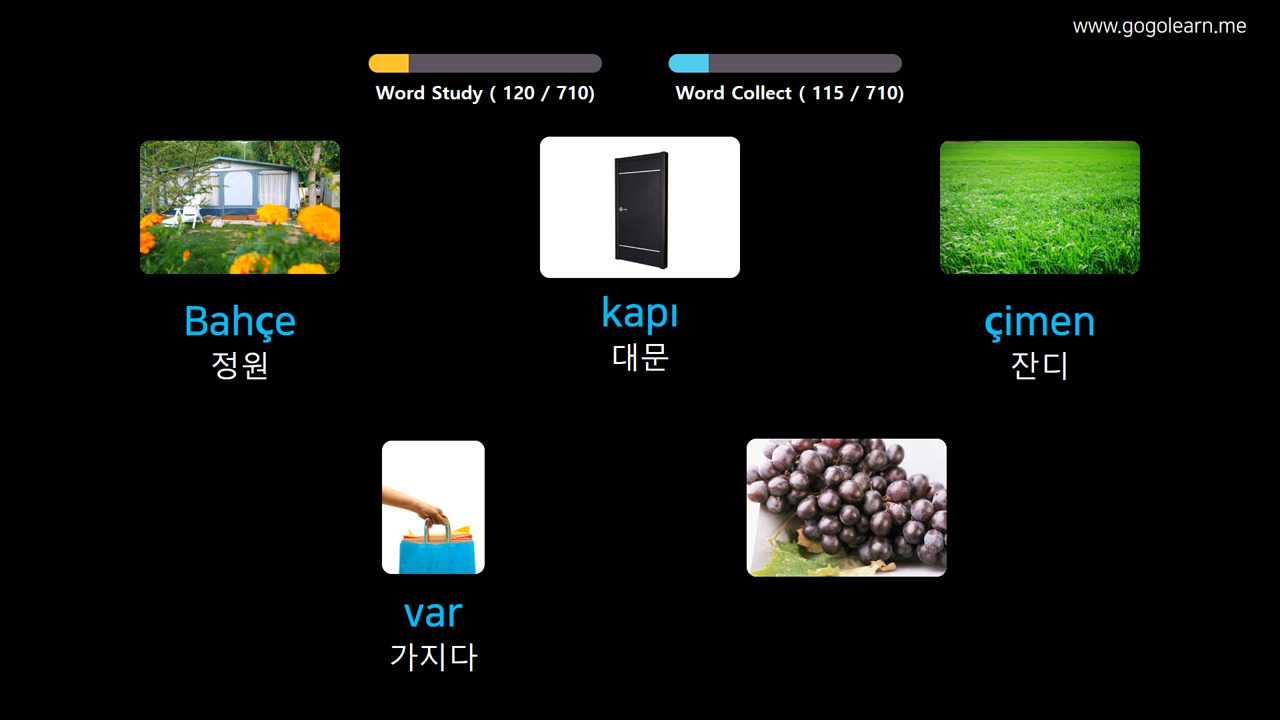 www.gogolearn.me
Word Study ( 120 / 710)
Word Collect ( 115 / 710)
Bahçe
정원
kapı
대문
çimen
잔디
var
가지다